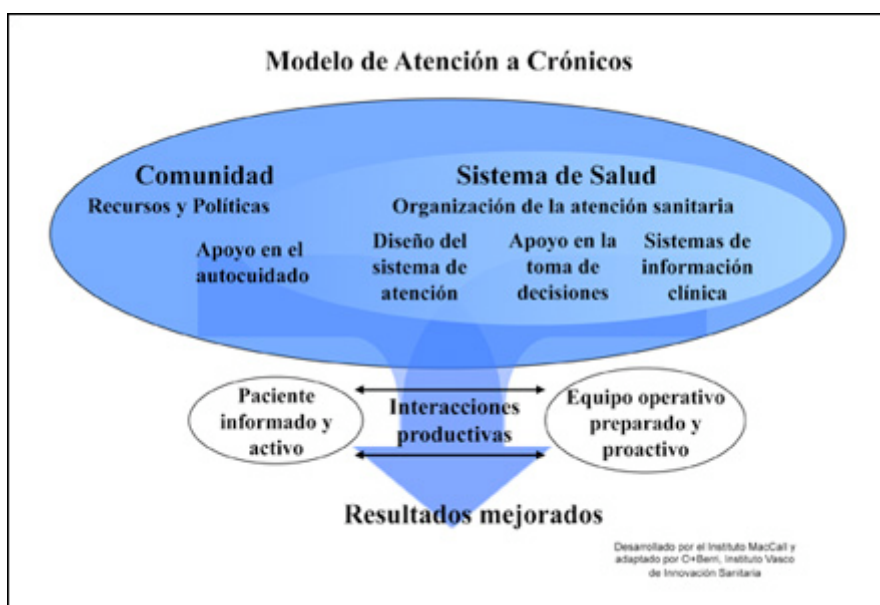 Modelo de Atención a Crónicos
Comunidad
Recursos y Políticas
Sistema de Salud
Organización de la atención sanitaria
Apoyo en el
autocuidado
Diseño del
sistema de
atención
Apoyo en la
toma de
decisiones
Sistemas de
información
clínica
Paciente
informado y
activo
Interacciones
productivas
Equipo operativo
preparado y
proactivo
Resultados mejorados
Desarrollado por el Instituto MacCall y
adaptado por O+Berri, Instituto Vasco
de Innovación Sanitaria